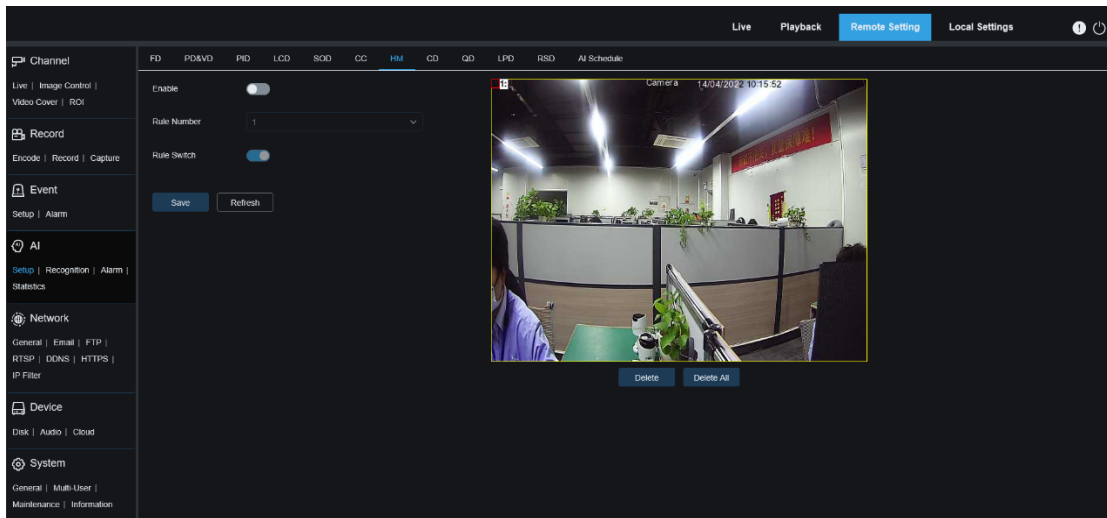 Live Playback Remote Setting Local Settings
Channel
Live | Image Control |
Video Cover | ROI
Record
Encode | Record | Capture
Event
Setup | Alarm
AI
Setup | Recognition | Alarm |
Statistics
Network
General | Email | FTP |
RTSP | DDNS | HTTPS |
IP Filter
Device
Disk | Audio | Cloud
System
General | Multi-User |
Maintenance | Information
FD PD&VD PID LCD SOD CC HM CD QD LPD RSD AI Schedule
Enable
Rule Number 1
Rule Switch
Save Refresh
1:
Camera 14/04/2022 10:15:52
Delete Delete All